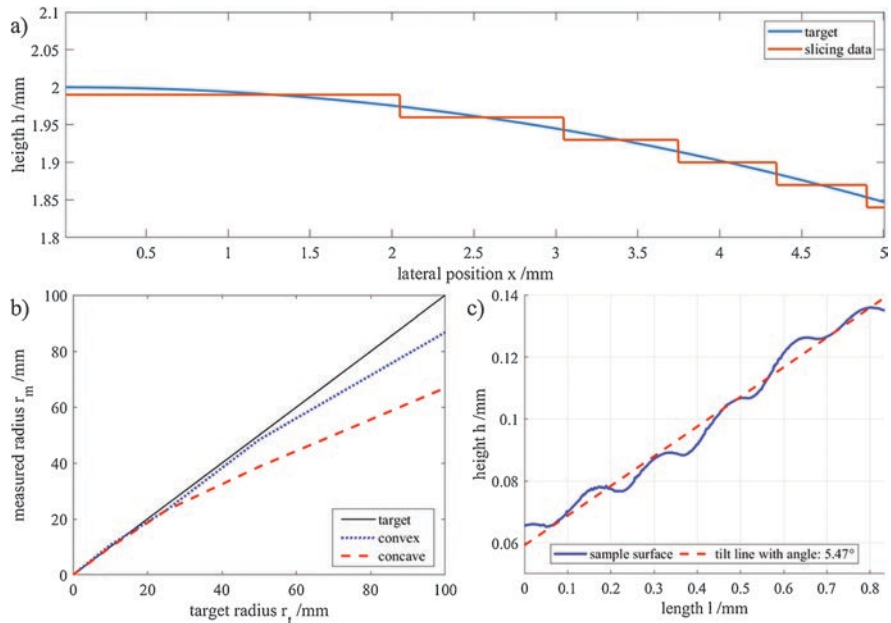 a)
2.1
2.05
2
1.95
1.9
1.85
1.8
heigth h /mm
target
slicing data
0.5 1 1.5 2 2.5 3 3.5 4 4.5 5
lateral position x /mm
b)
100
80
60
40
20
0
measured radius r_m /mm
target
convex
concave
0 20 40 60 80 100
target radius r_t /mm
c)
0.14
0.12
0.1
0.08
0.06
height h /mm
sample surface tilt line with angle: 5.47°
0 0.1 0.2 0.3 0.4 0.5 0.6 0.7 0.8
length l /mm